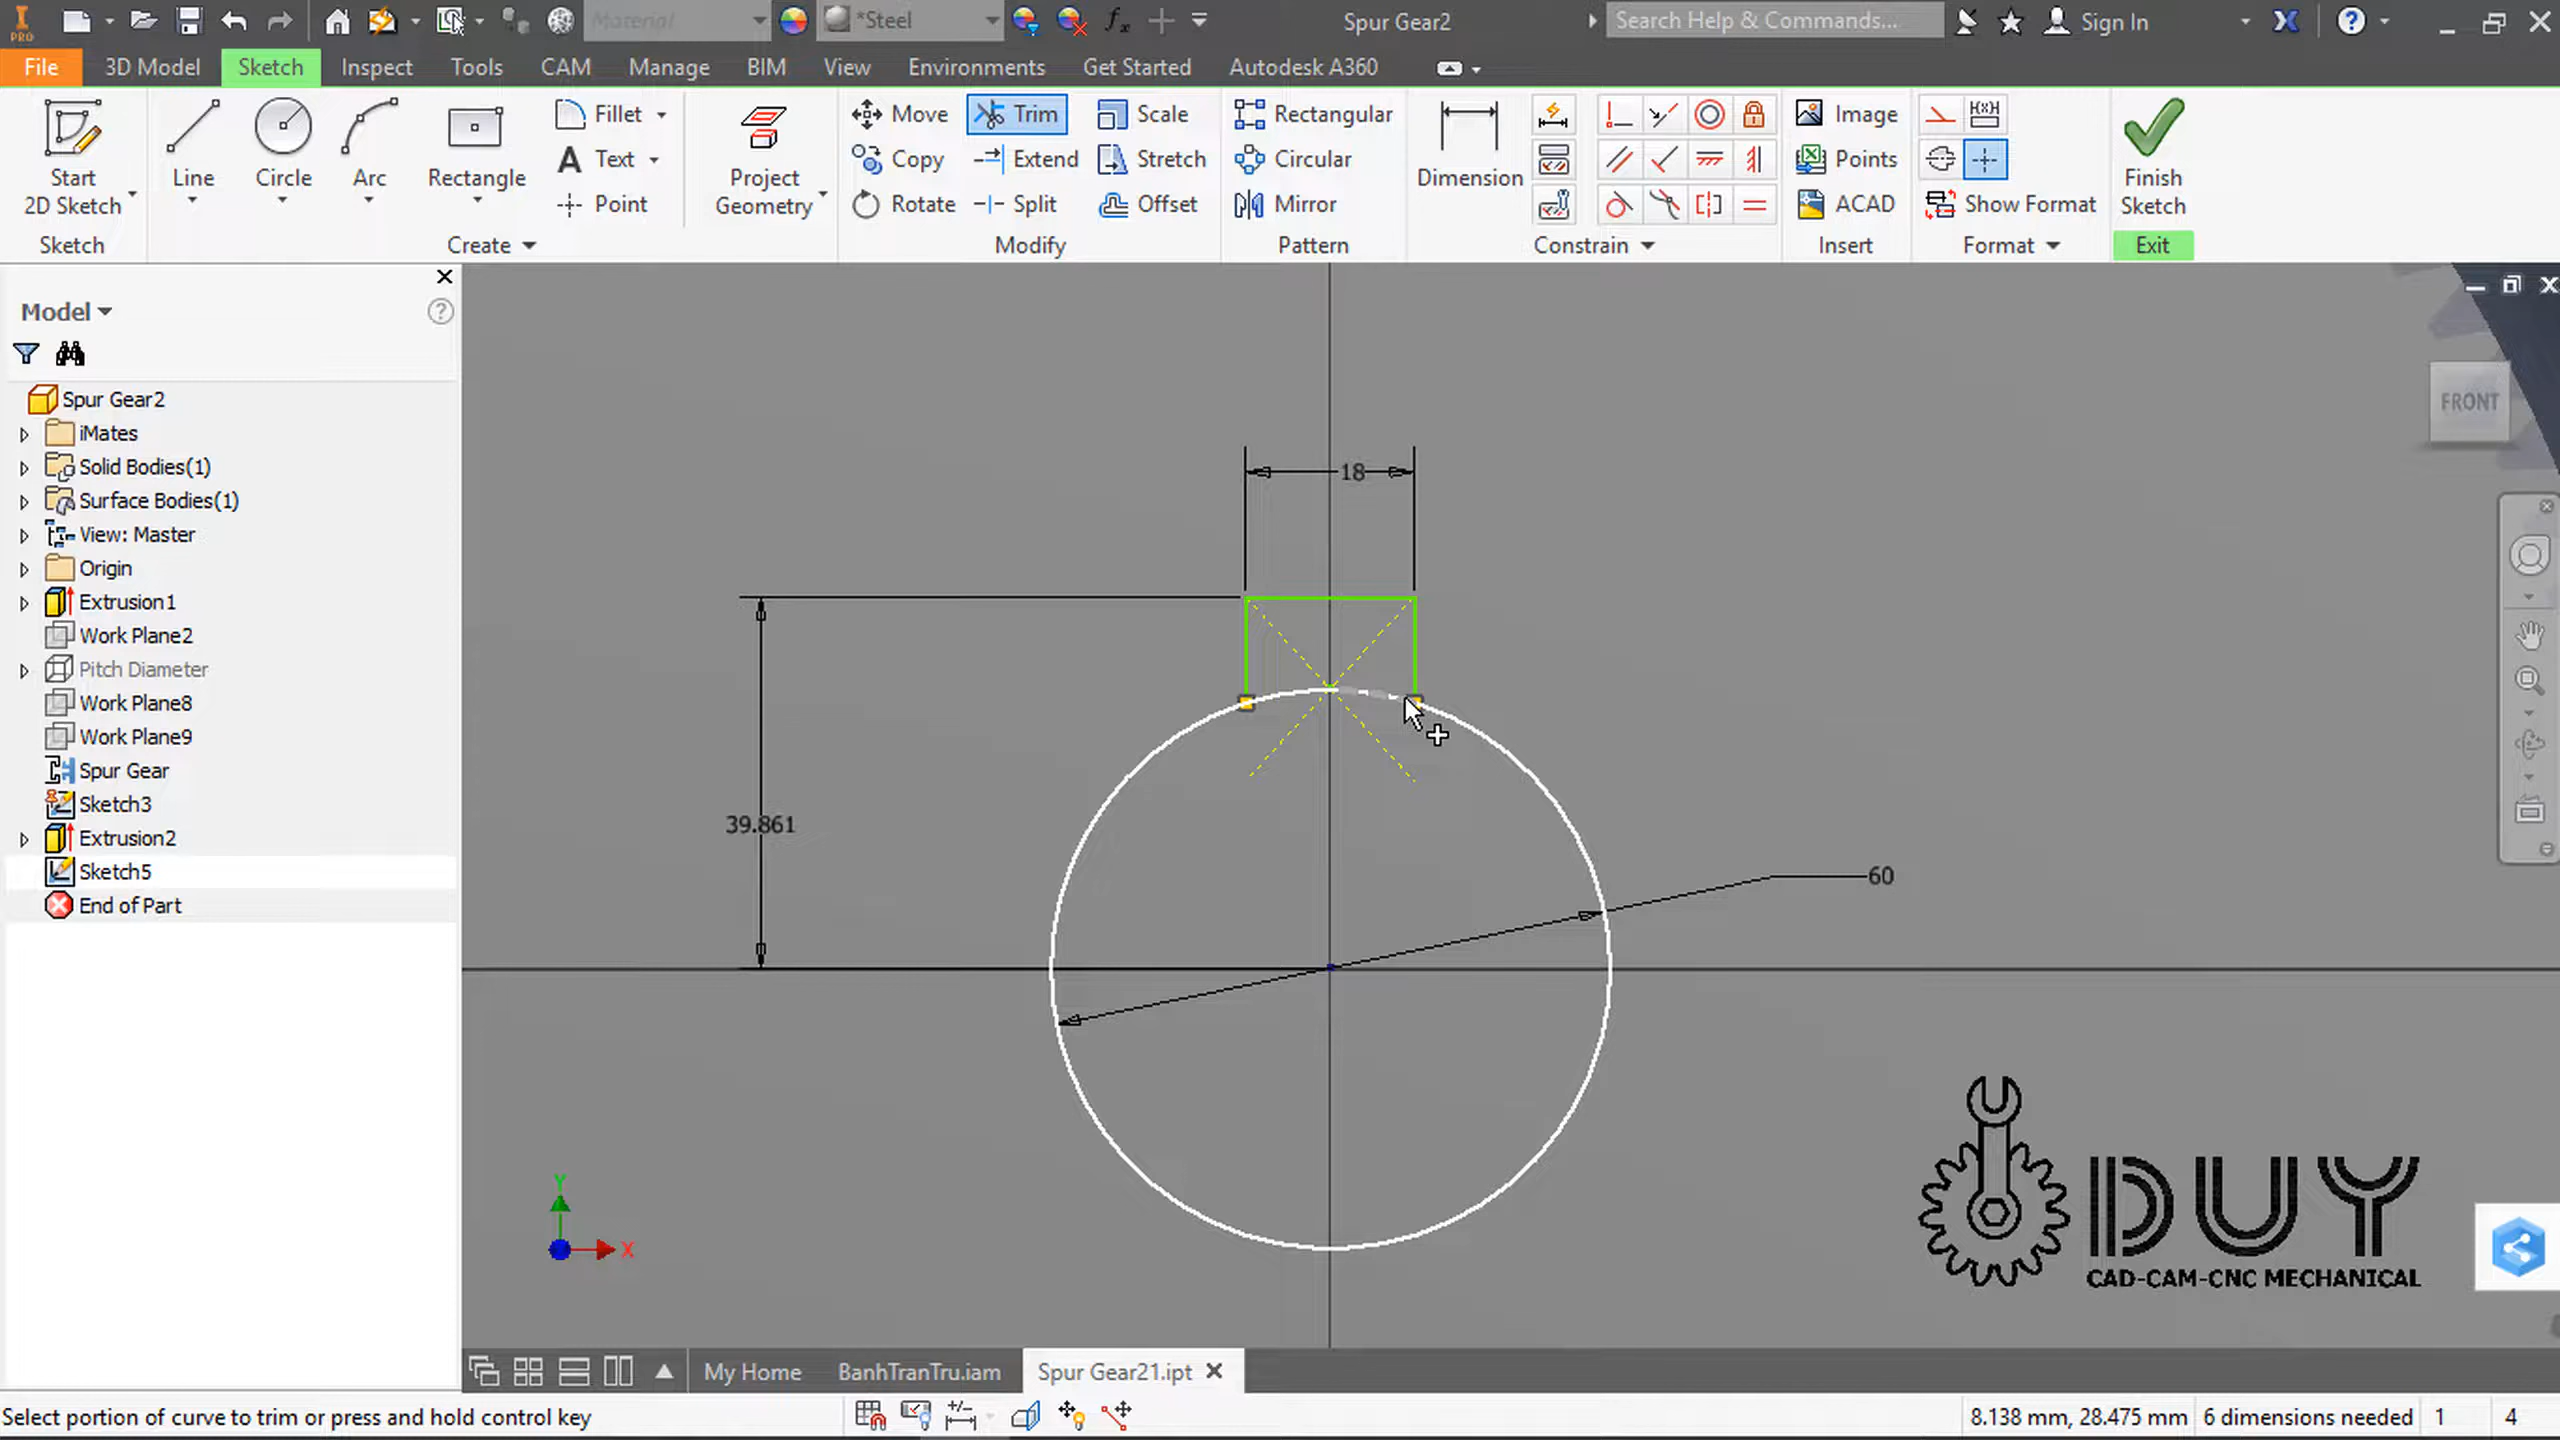 PRO
Material
*Steel
Spur Gear2
Search Help & Commands...
Sign In
File
3D Model
Sketch
Inspect
Tools
CAM
Manage
BIM
View
Environments
Get Started
Autodesk A360
Start
2D Sketch
Line
Circle
Arc
Rectangle
Fillet
Text
Point
Project
Geometry
Move
Copy
Rotate
Trim
Extend
Split
Scale
Stretch
Offset
Rectangular
Circular
Mirror
Dimension
Image
Points
ACAD
Show Format
Finish
Sketch
Sketch
Create
Modify
Pattern
Constrain
Insert
Format
Exit
Model
Spur Gear2
iMates
Solid Bodies(1)
Surface Bodies(1)
View: Master
Origin
Extrusion1
Work Plane2
Pitch Diameter
Work Plane8
Work Plane9
Spur Gear
Sketch3
Extrusion2
Sketch5
End of Part
FRONT
18
39.861
60
Y
X
DUY
CAD-CAM-CNC MECHANICAL
My Home
BanhTranTru.iam
Spur Gear21.ipt
Select portion of curve to trim or press and hold control key
8.138 mm, 28.475 mm
6 dimensions needed
1
4